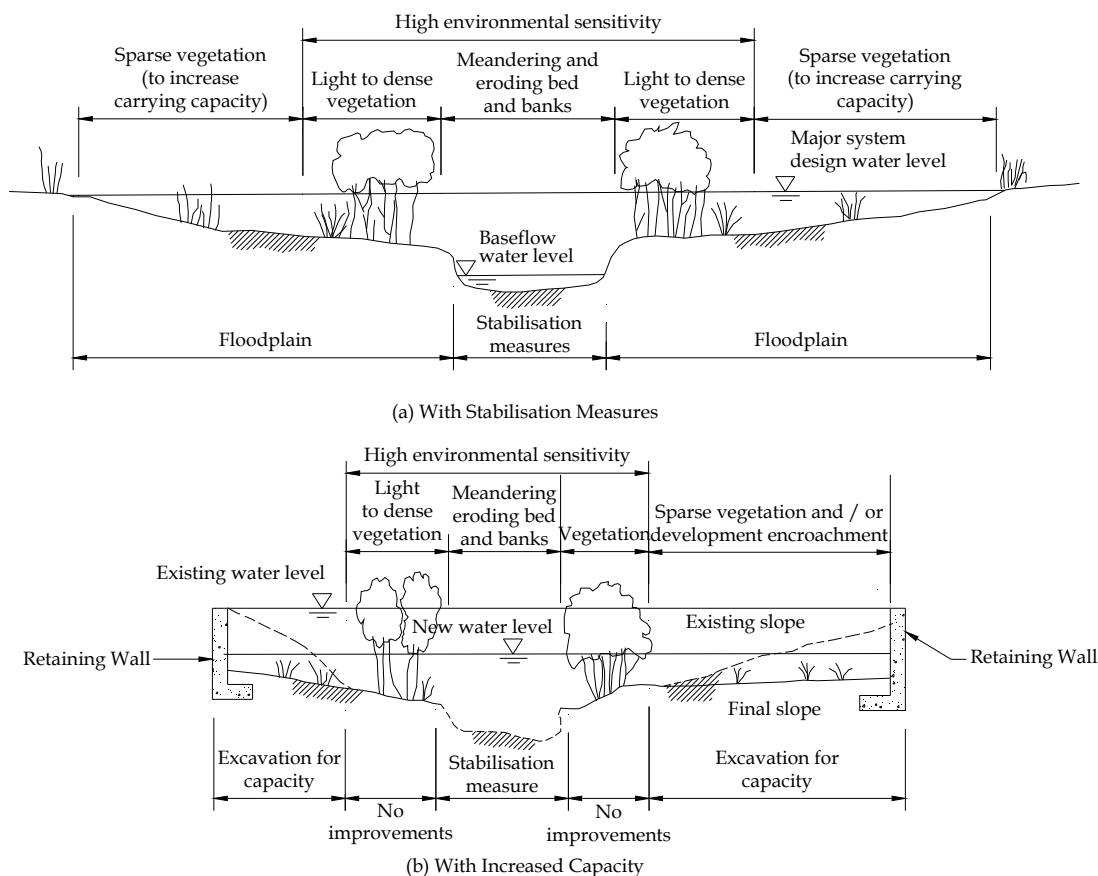 High environmental sensitivity
Sparse vegetation
(to increase
carrying capacity)
Light to dense
vegetation
Meandering and
eroding bed
and banks
Light to dense
vegetation
Sparse vegetation
(to increase carrying
capacity)
Major system
design water level
Baseflow
water level
Floodplain
Stabilisation
measures
Floodplain
(a) With Stabilisation Measures
High environmental sensitivity
Light
to dense
vegetation
Meandering
eroding bed
and banks
Vegetation
Sparse vegetation and / or
development encroachment
Existing water level
New water level
Existing slope
Retaining Wall
Retaining Wall
Final slope
Excavation for
capacity
Stabilisation
measure
Excavation for
capacity
No
improvements
No
improvements
(b) With Increased Capacity